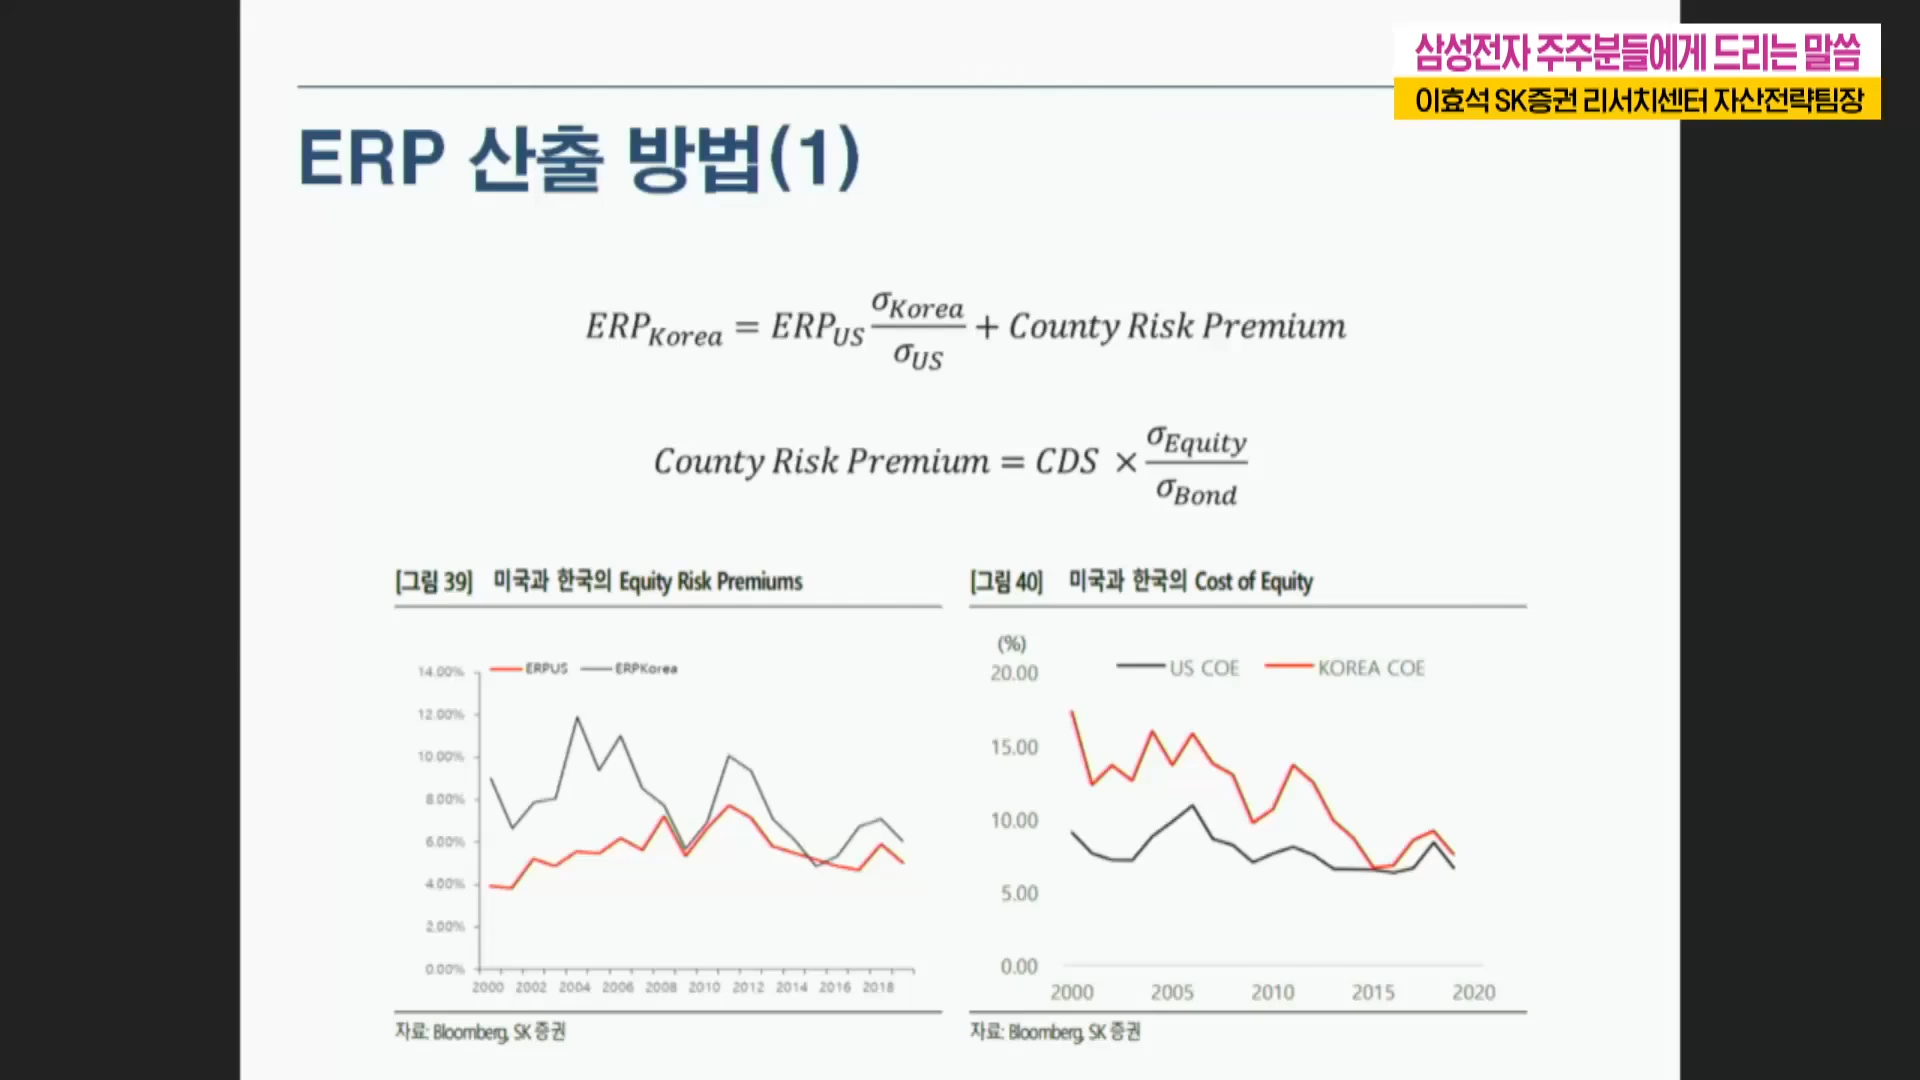 삼성전자 주주분들에게 드리는 말씀
이효석 SK증권 리서치센터 자산전략팀장
ERP 산출 방법(1)
ERP_Korea = ERP_US σ_Korea / σ_US + County Risk Premium
County Risk Premium = CDS × σ_Equity / σ_Bond
[그림 39] 미국과 한국의 Equity Risk Premiums
ERPUS ERPKorea
14.00%
12.00%
10.00%
8.00%
6.00%
4.00%
2.00%
0.00%
2000 2002 2004 2006 2008 2010 2012 2014 2016 2018
자료: Bloomberg, SK 증권
[그림 40] 미국과 한국의 Cost of Equity
(%)
US COE KOREA COE
20.00
15.00
10.00
5.00
0.00
2000 2005 2010 2015 2020
자료: Bloomberg, SK 증권